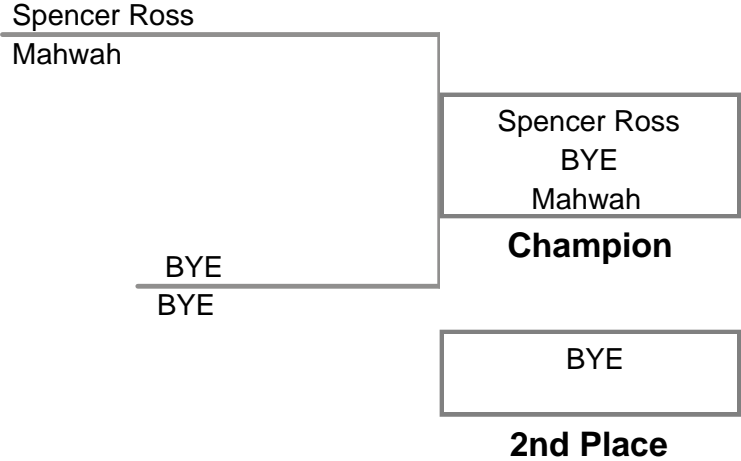 Spencer Ross
Mahwah
Spencer Ross
BYE
Mahwah
Champion
BYE
BYE
BYE
2nd Place